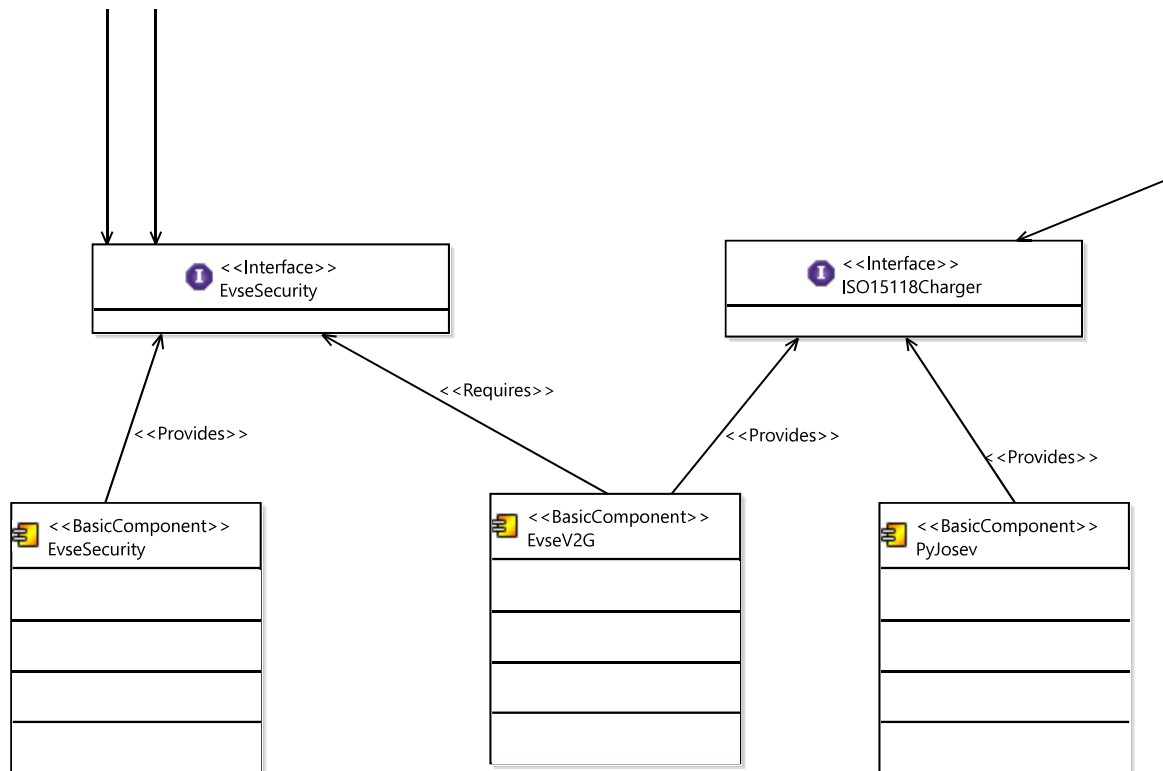 I
<<Interface>>
EvseSecurity
I
<<Interface>>
ISO15118Charger
<<Requires>>
<<Provides>>
<<Provides>>
<<Provides>>
<<BasicComponent>>
EvseSecurity
<<BasicComponent>>
EvseV2G
<<BasicComponent>>
PyJosev